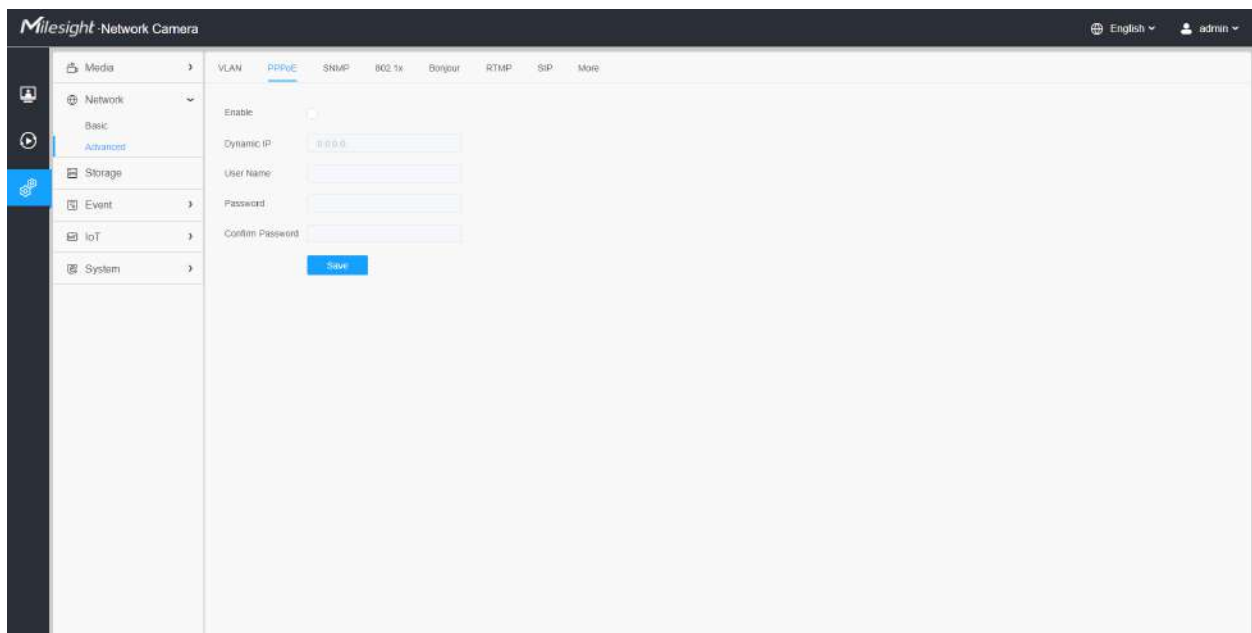 Milesight -Network Camera
English
admin
Media
Network
Basic
Advanced
Storage
Event
IoT
System
VLAN PPPoE SNMP 802.1x Bonjour RTMP SIP More
Enable
Dynamic IP 0.0.0.0
User Name
Password
Confirm Password
Save